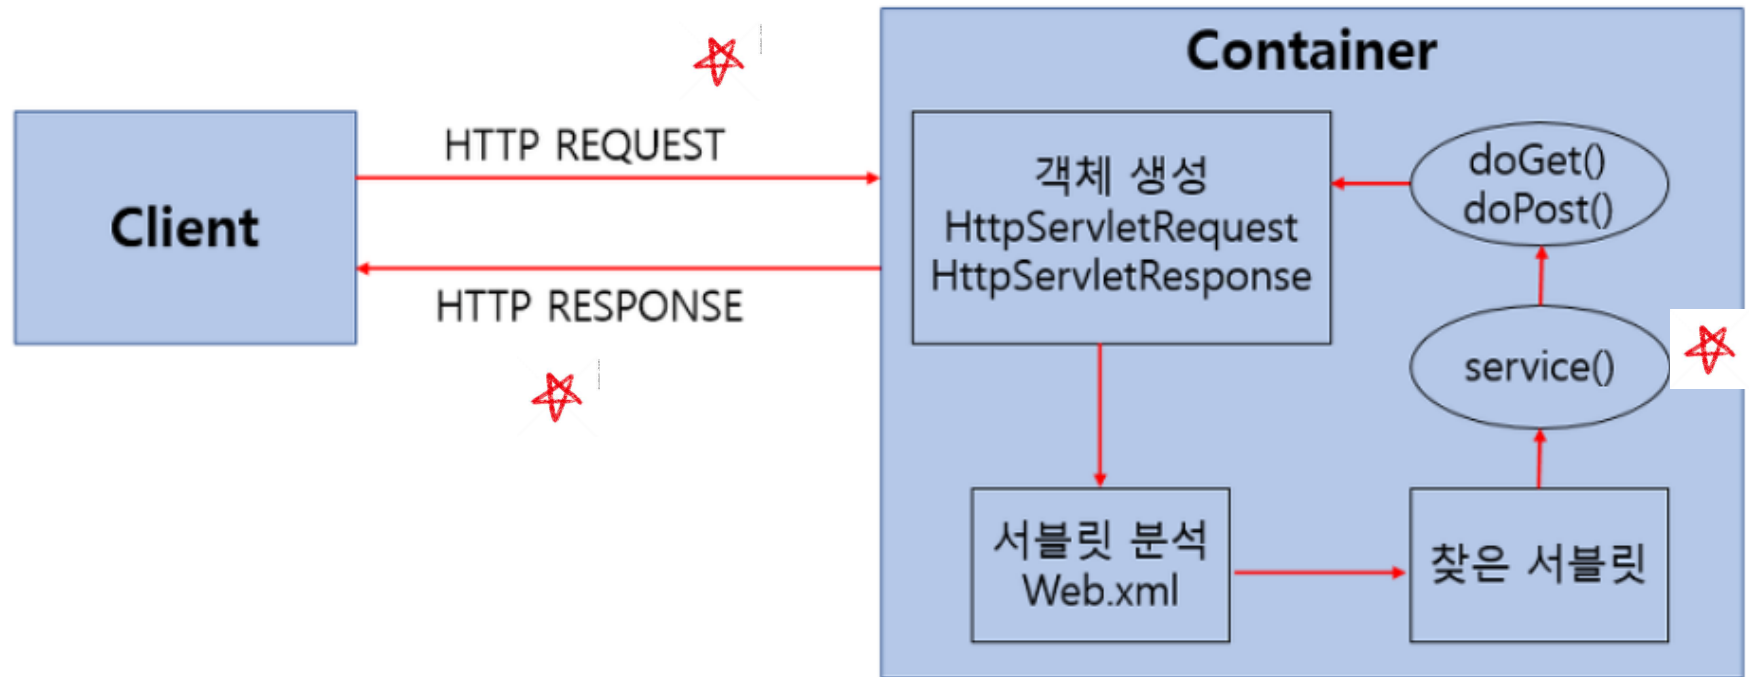 Container
Client
HTTP REQUEST
HTTP RESPONSE
객체 생성
HttpServletRequest
HttpServletResponse
doGet()
doPost()
service()
서블릿 분석
Web.xml
찾은 서블릿